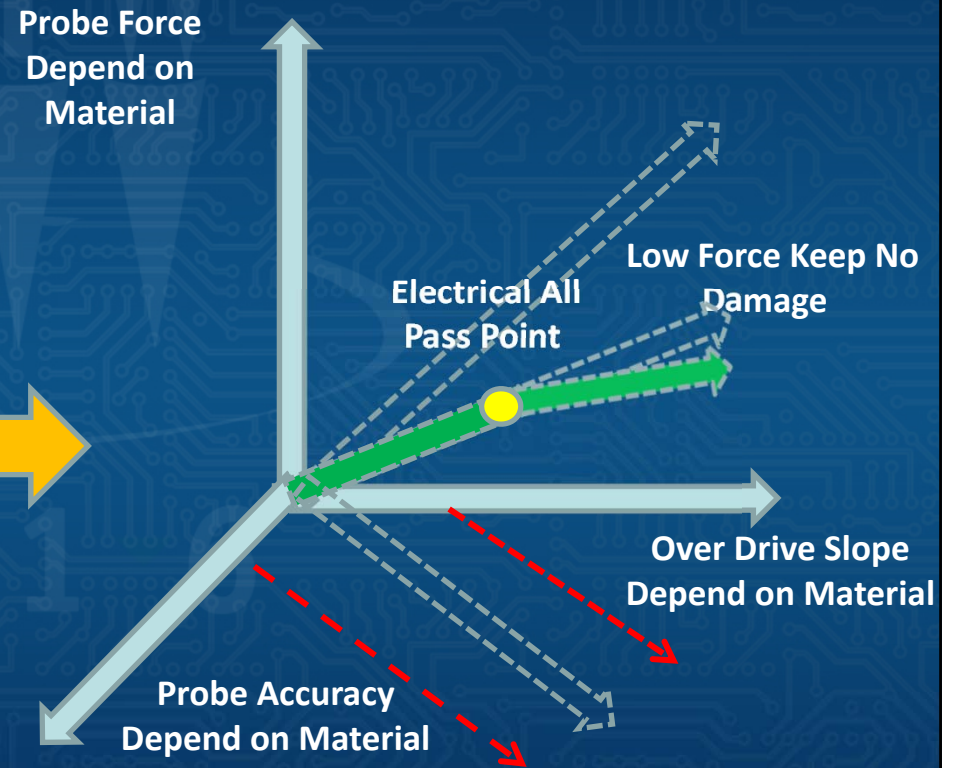 Probe Force
Depend on
Material
Low Force Keep No
Damage
Electrical All
Pass Point
Over Drive Slope
Depend on Material
Probe Accuracy
Depend on Material